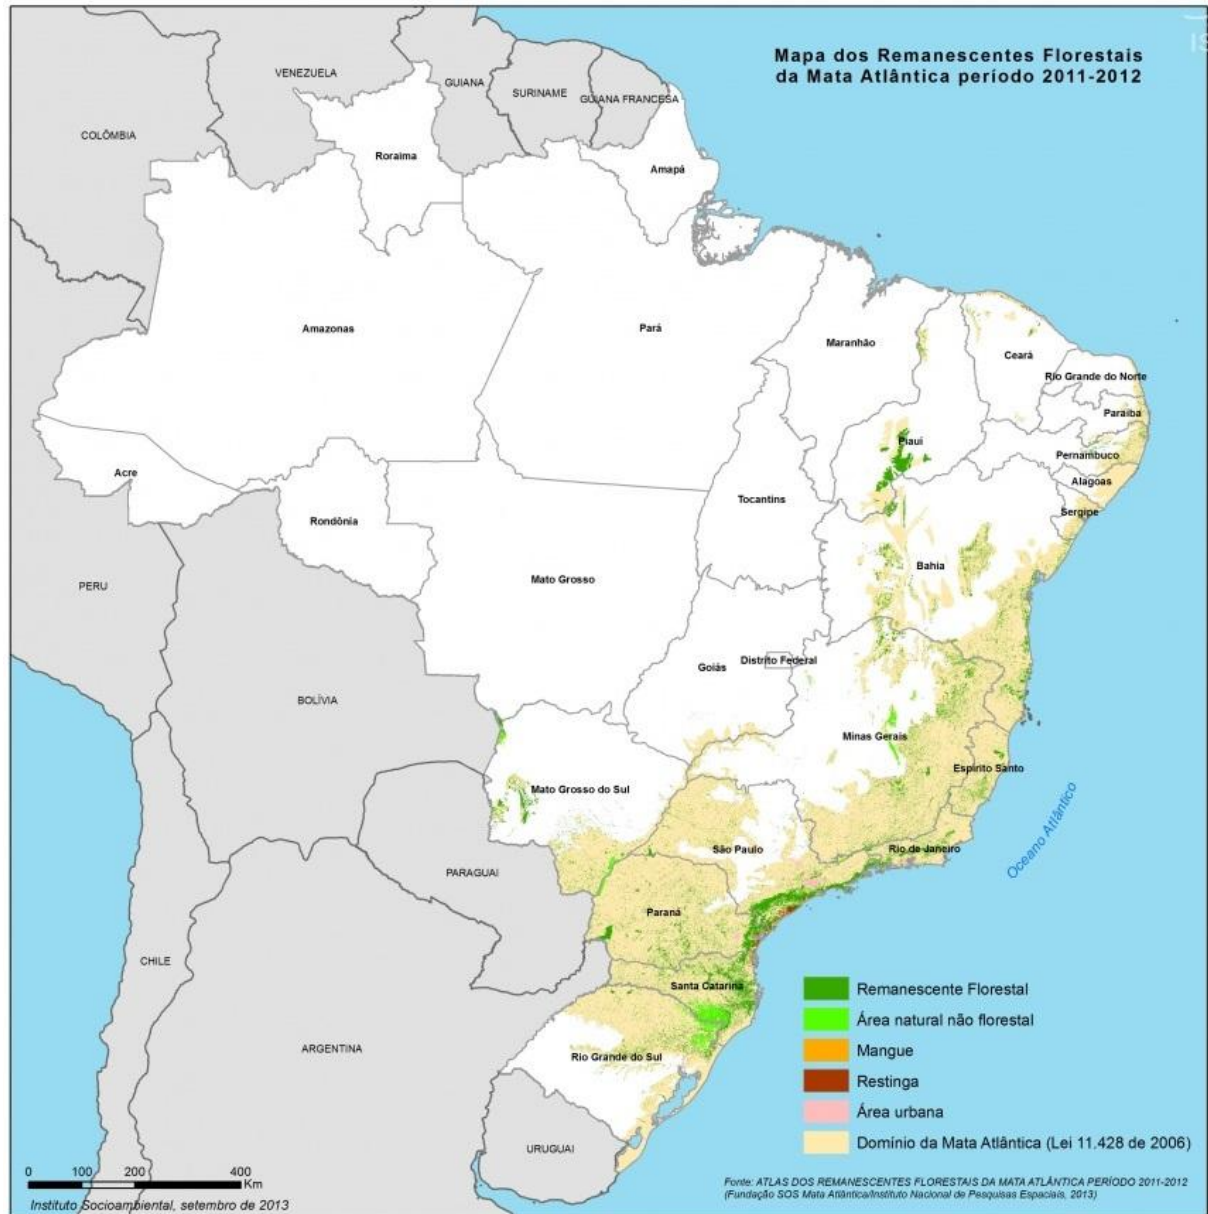 IS
Mapa dos Remanescentes Florestais
da Mata Atlântica período 2011-2012
VENEZUELA
GUIANA
SURINAME
GUIANA FRANCESA
COLÔMBIA
Roraima
Amapá
Amazonas
Pará
Maranhão
Ceará
Rio Grande do Norte
Paraíba
Piauí
Pernambuco
Acre
Alagoas
Tocantins
Sergipe
Rondônia
Bahia
PERU
Mato Grosso
Goiás
Distrito Federal
BOLÍVIA
Minas Gerais
Espírito Santo
Mato Grosso do Sul
São Paulo
Rio de Janeiro
Oceano Atlântico
PARAGUAI
Paraná
CHILE
Santa Catarina
ARGENTINA
Rio Grande do Sul
URUGUAI
Remanescente Florestal
Área natural não florestal
Mangue
Restinga
Área urbana
Domínio da Mata Atlântica (Lei 11.428 de 2006)
0 100 200 400
Km
Instituto Socioambiental, setembro de 2013
Fonte: ATLAS DOS REMANESCENTES FLORESTAIS DA MATA ATLÂNTICA PERÍODO 2011-2012
(Fundação SOS Mata Atlântica/Instituto Nacional de Pesquisas Espaciais, 2013)